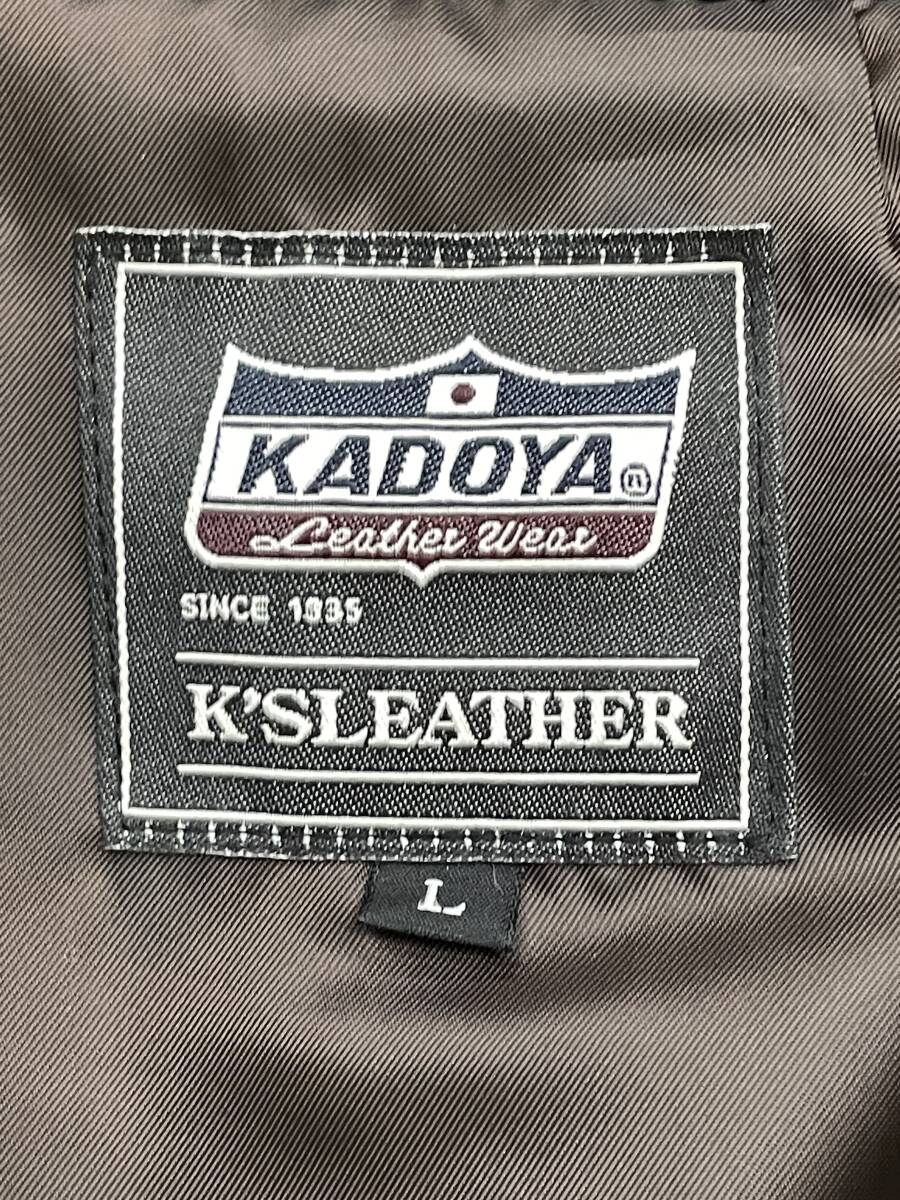 KADOYA ®
Leather Wear
SINCE 1935
K'SLEATHER
L